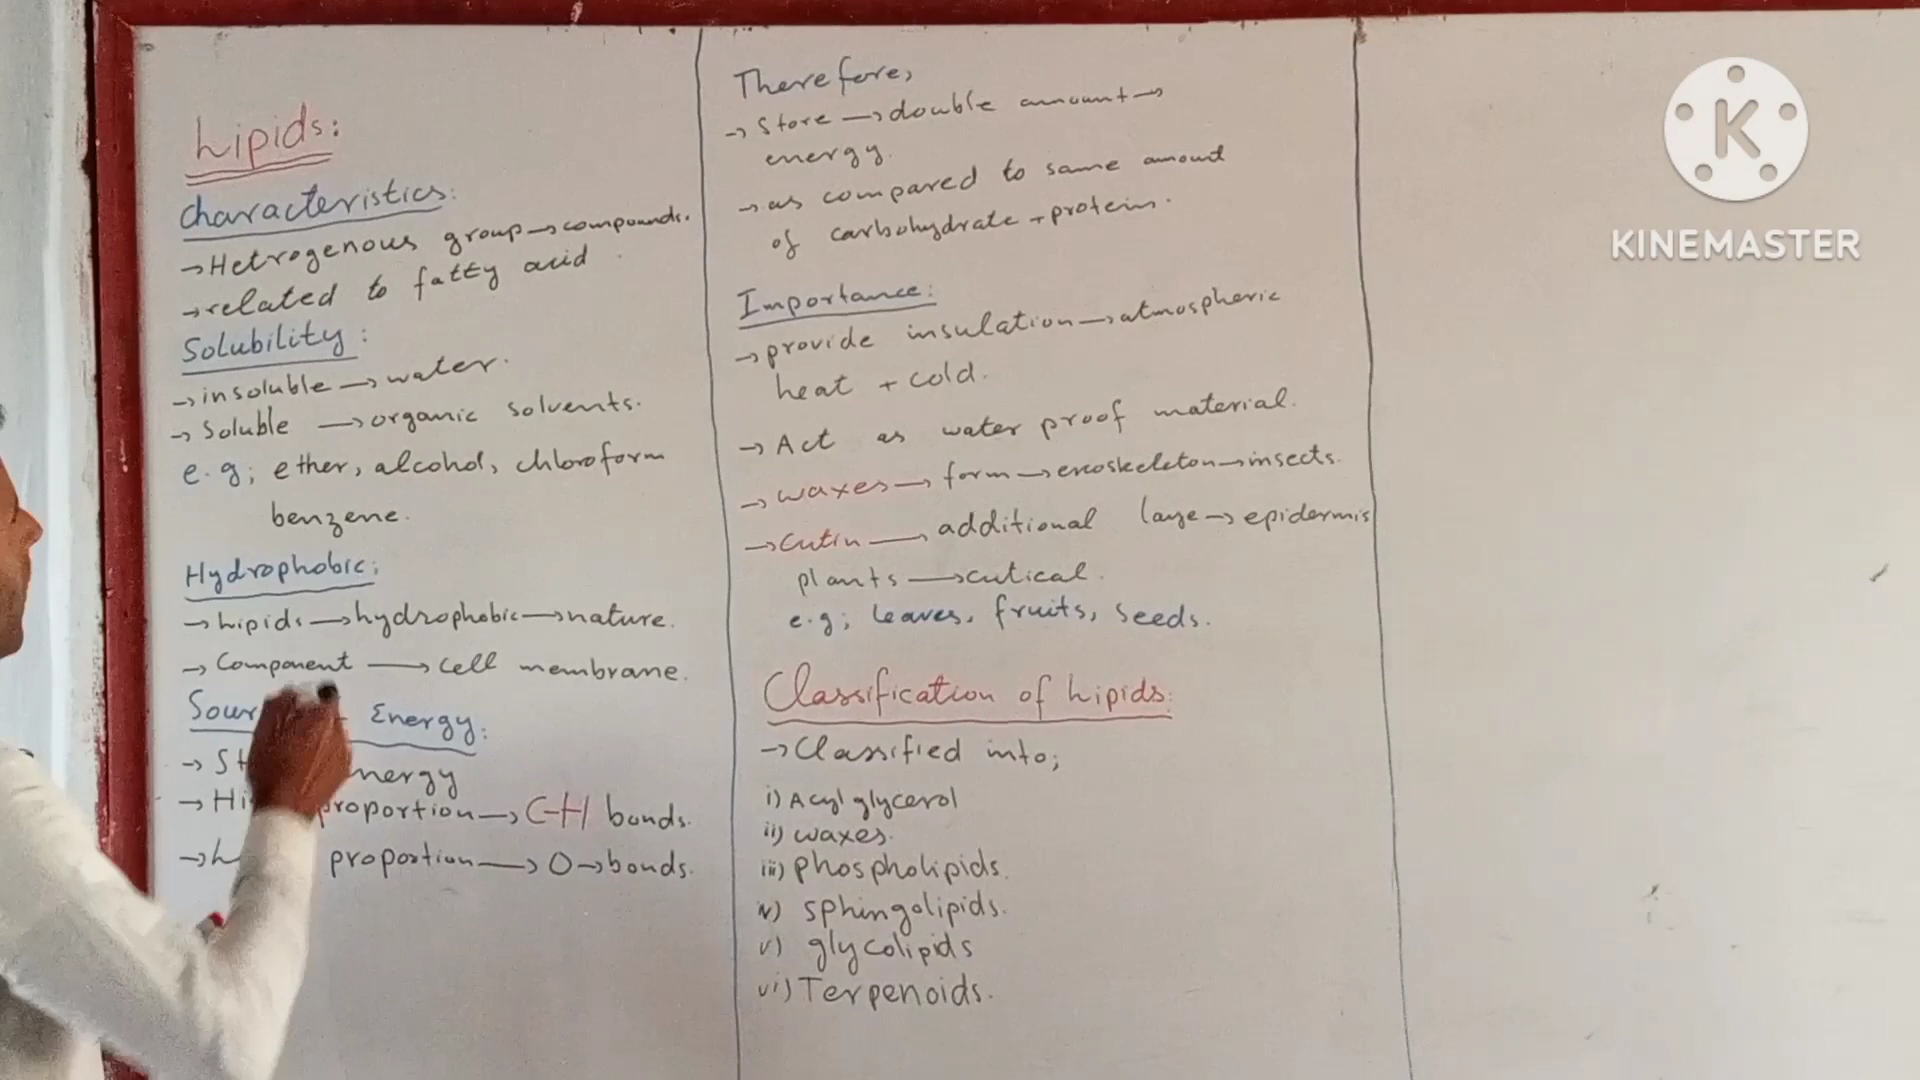 Lipids:
Characteristics:
→Hetrogenous group→compounds.
→related to fatty acid
Solubility:
→insoluble→water.
→Soluble→organic solvents.
e.g; ether, alcohol, chloroform
benzene.
Hydrophobic:
→Lipids→hydrophobic→nature.
→Component→cell membrane.
Energy:
→nergy
→proportion→C-H bonds.
→proportion→O→bonds.
Therefore,
→Store→double amount→
energy.
→as compared to same amount
of carbohydrate + protein.
Importance:
→provide insulation→atmospheric
heat + cold.
→Act as water proof material.
→waxes→form→exoskeleton→insects.
→Cutin→additional laye→epidermis
plants→cutical.
e.g; leaves, fruits, seeds.
Classification of Lipids:
→Classified into;
i) Acylglycerol
ii) waxes.
iii) Phospholipids.
iv) Sphingolipids.
v) glycolipids
vi) Terpenoids.
K
KINEMASTER